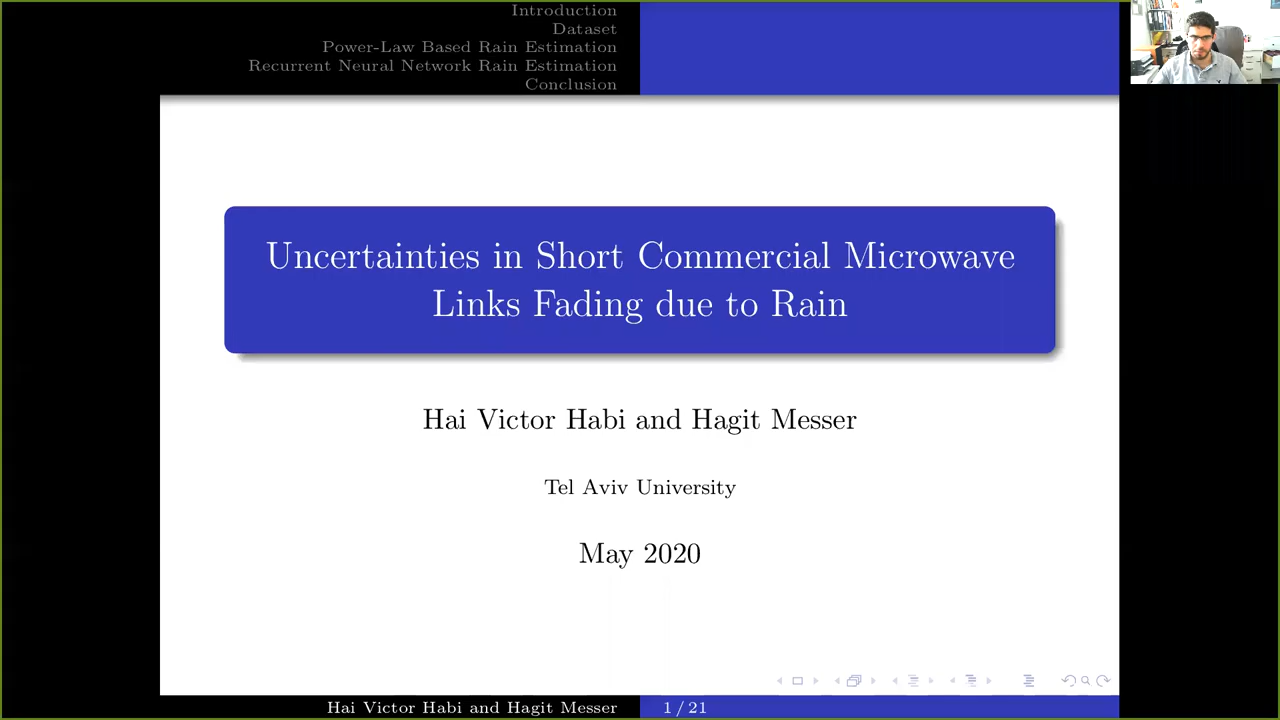 Introduction
Dataset
Power-Law Based Rain Estimation
Recurrent Neural Network Rain Estimation
Conclusion
Uncertainties in Short Commercial Microwave
Links Fading due to Rain
Hai Victor Habi and Hagit Messer
Tel Aviv University
May 2020
Hai Victor Habi and Hagit Messer
1 / 21